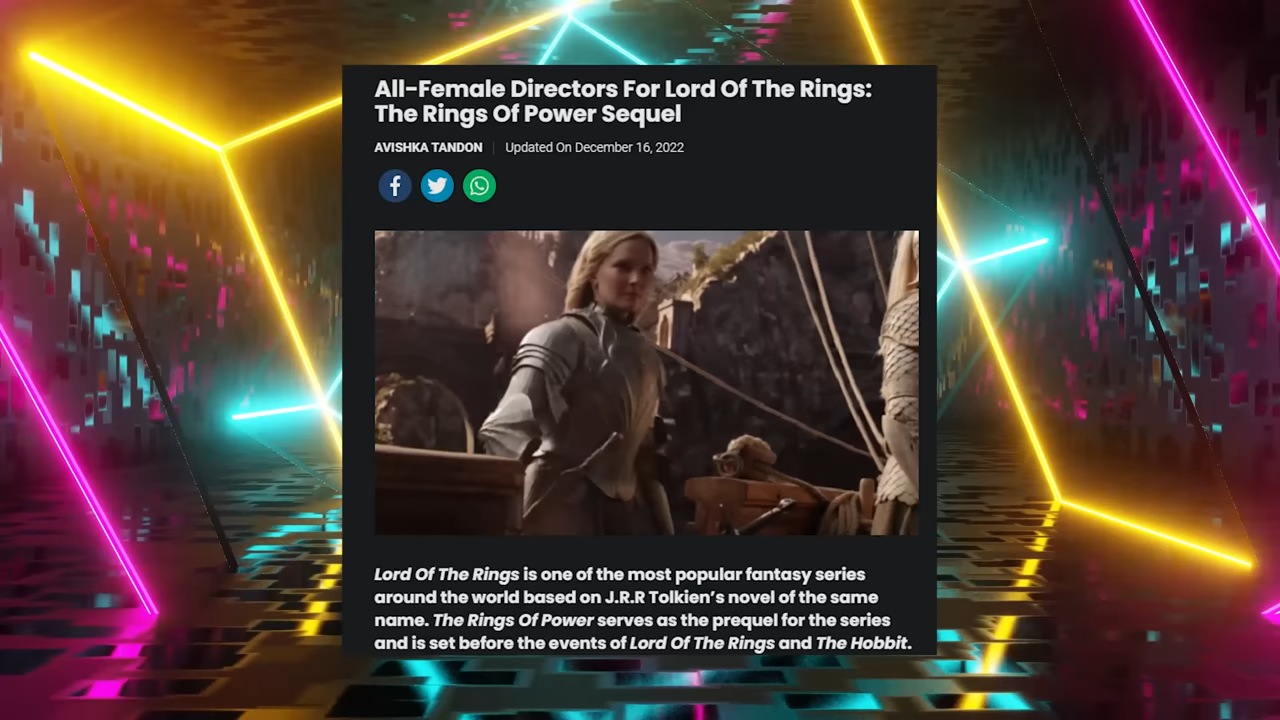 All-Female Directors For Lord Of The Rings:
The Rings Of Power Sequel
AVISHKA TANDON | Updated On December 16, 2022
Lord Of The Rings is one of the most popular fantasy series
around the world based on J.R.R Tolkien's novel of the same
name. The Rings Of Power serves as the prequel for the series
and is set before the events of Lord Of The Rings and The Hobbit.